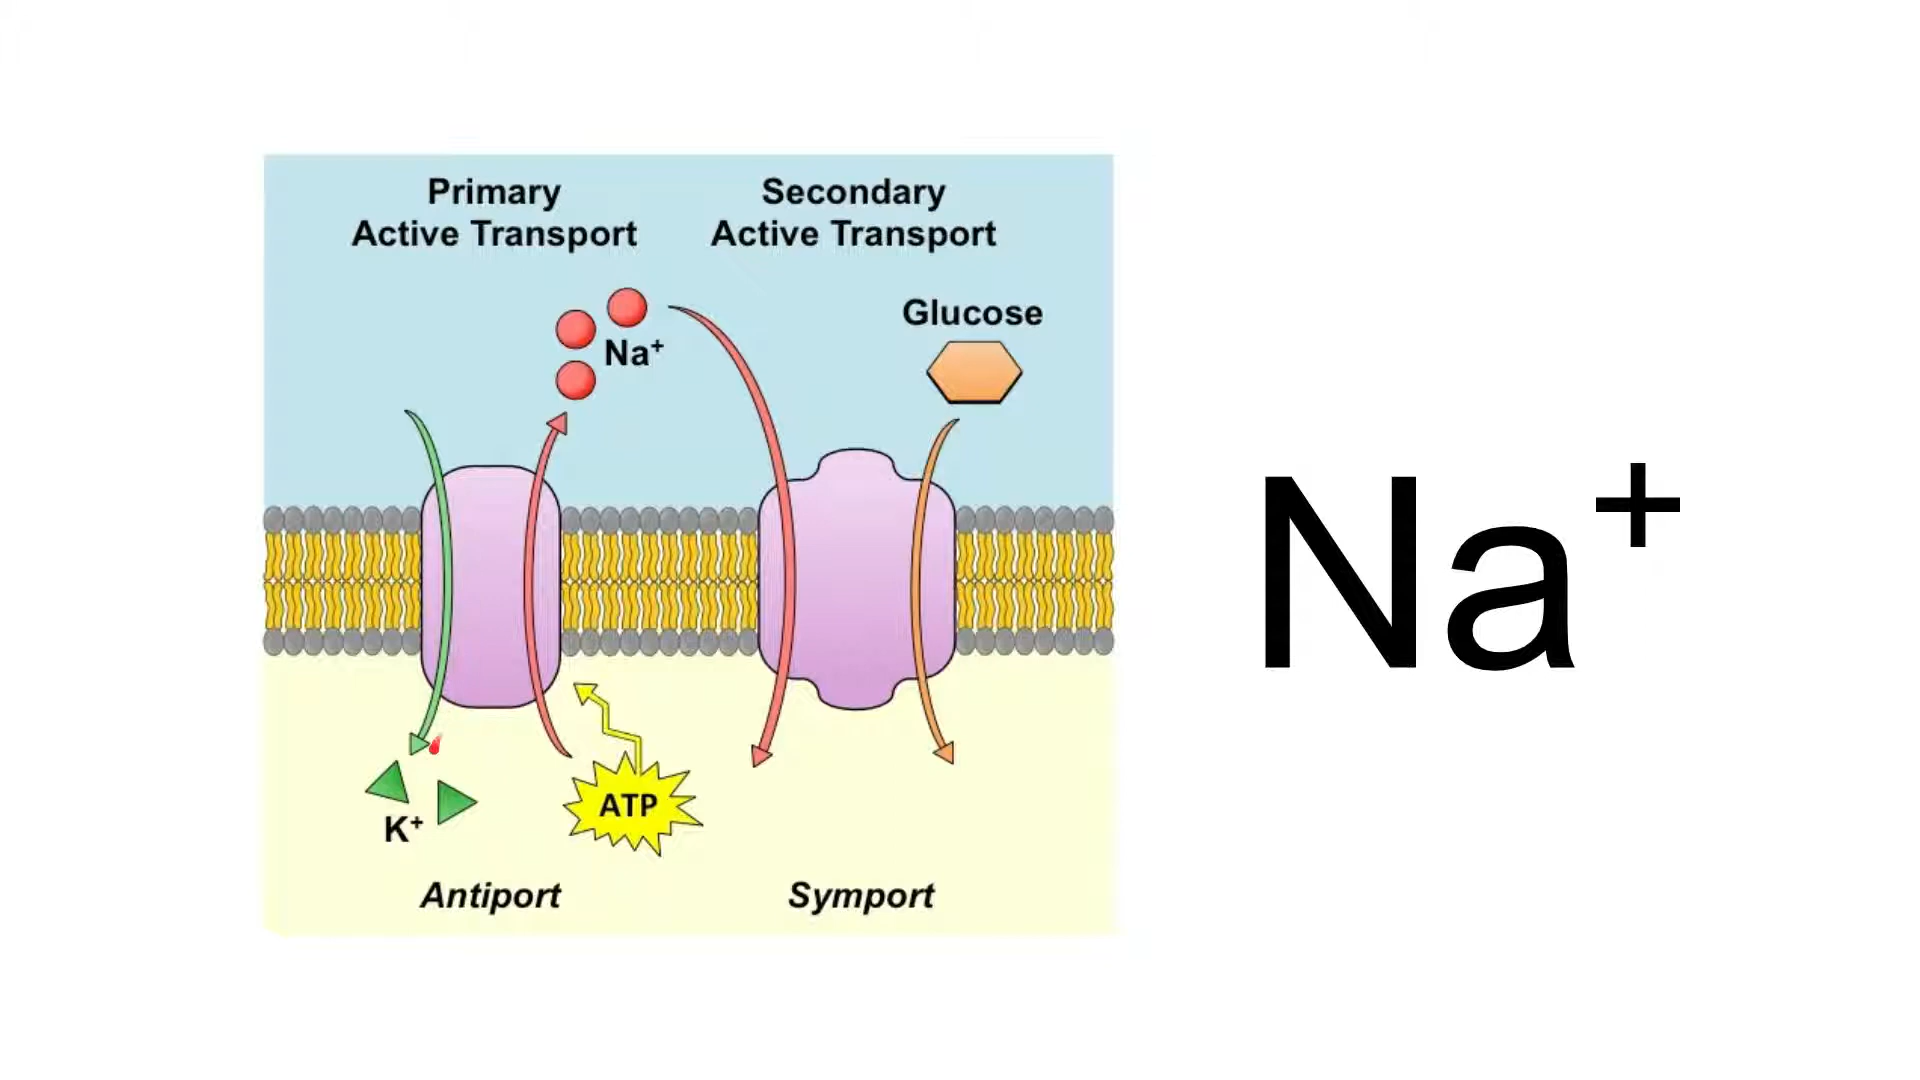 Primary
Active Transport
Secondary
Active Transport
Glucose
Na⁺
Na⁺
K⁺
ATP
Antiport
Symport